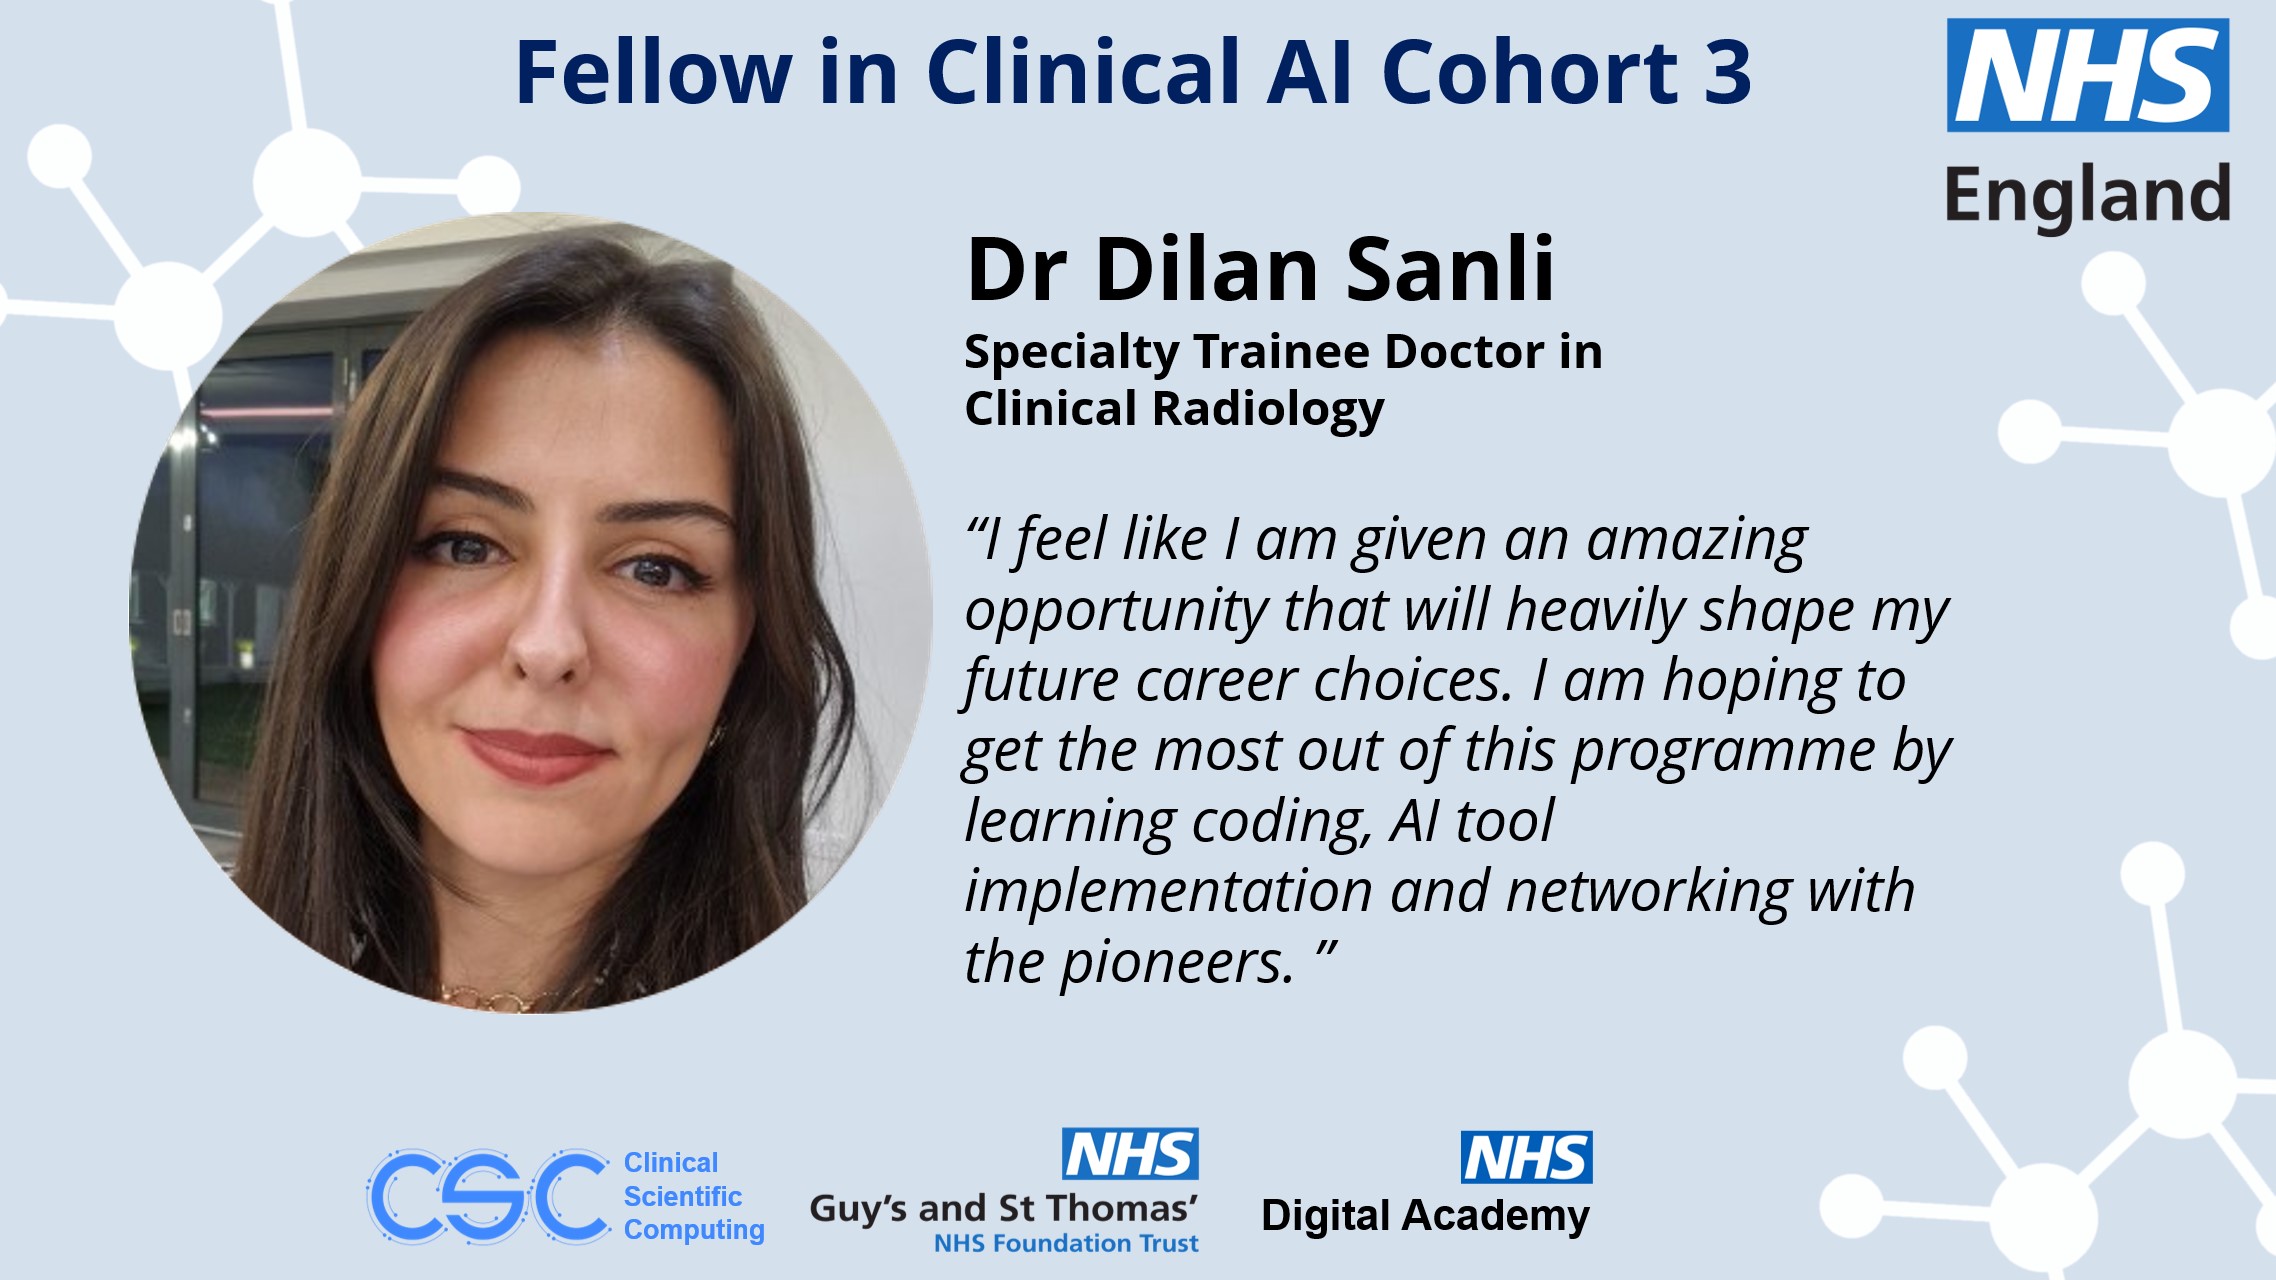 Fellow in Clinical AI Cohort 3
NHS
England
Dr Dilan Sanli
Specialty Trainee Doctor in
Clinical Radiology
“I feel like I am given an amazing
opportunity that will heavily shape my
future career choices. I am hoping to
get the most out of this programme by
learning coding, AI tool
implementation and networking with
the pioneers. ”
CSC
Clinical
Scientific
Computing
NHS
Guy’s and St Thomas’
NHS Foundation Trust
NHS
Digital Academy